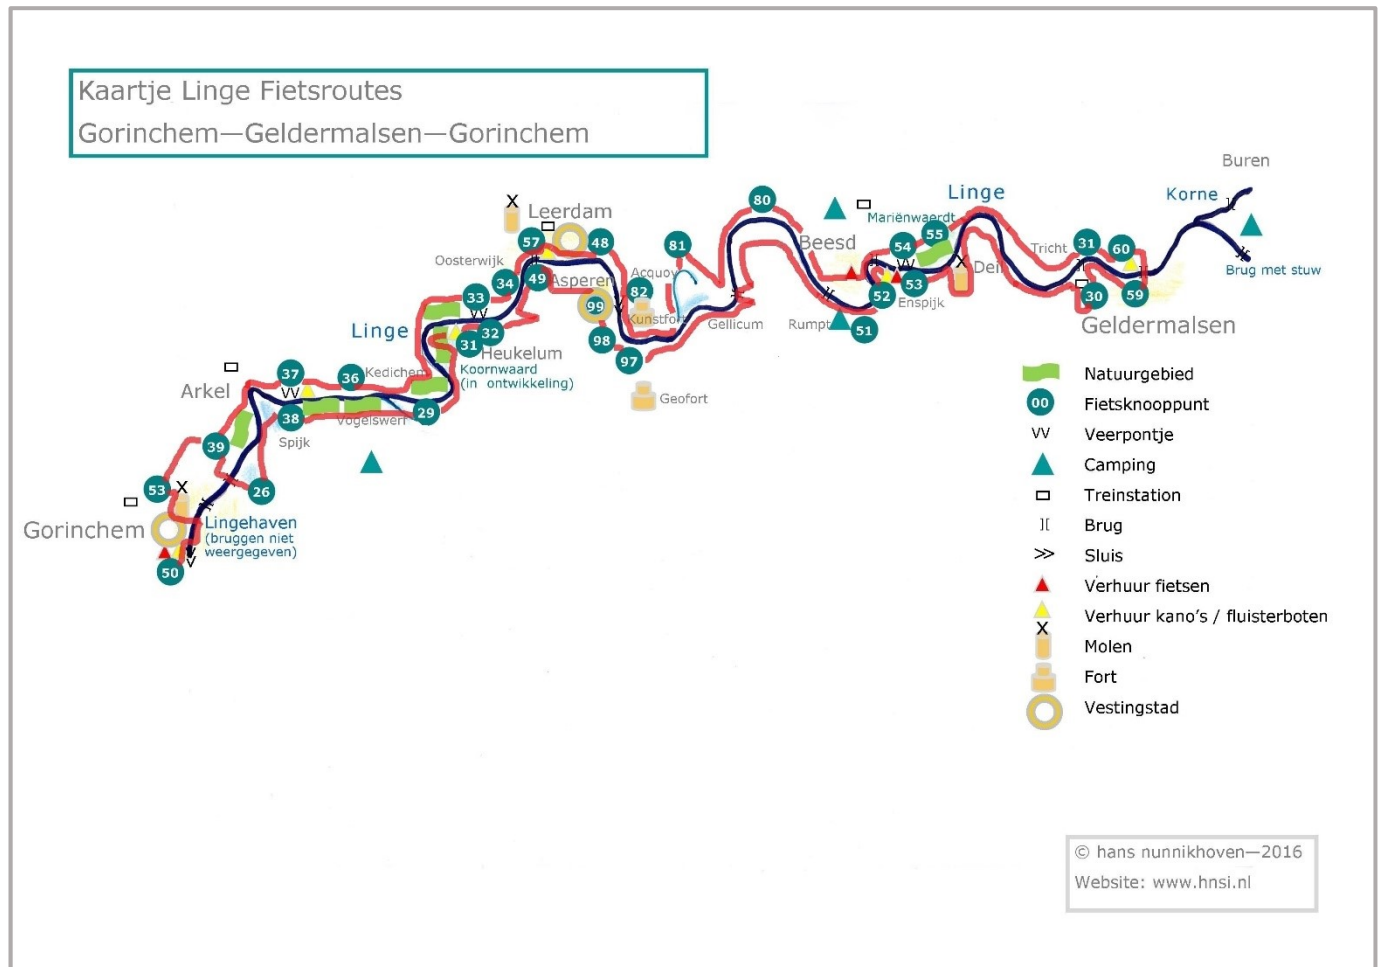 Kaartje Linge Fietsroutes
Gorinchem—Geldermalsen—Gorinchem
Buren
Korne
Linge
Brug met stuw
80
Mariënwaerdt
Beesd
55
54
Tricht
31
60
Leerdam
57
48
81
Oosterwijk
49
Asperen
Acquoy
82
34
33
99
Kunstfort
53
Deil
52
Enspijk
30
59
Geldermalsen
Linge
32
31
Heukelum
98
97
Gellicum
Rumpt
51
Koornwaard
(in ontwikkeling)
Geofort
Arkel
37
36
Kedichem
38
Spijk
Vogelswerf
29
39
53
26
Gorinchem
Lingehaven
(bruggen niet
weergegeven)
50
Natuurgebied
00 Fietsknooppunt
Veerpontje
Camping
Treinstation
Brug
Sluis
Verhuur fietsen
Verhuur kano's / fluisterboten
Molen
Fort
Vestingstad
© hans nunnikhoven—2016
Website: www.hnsi.nl